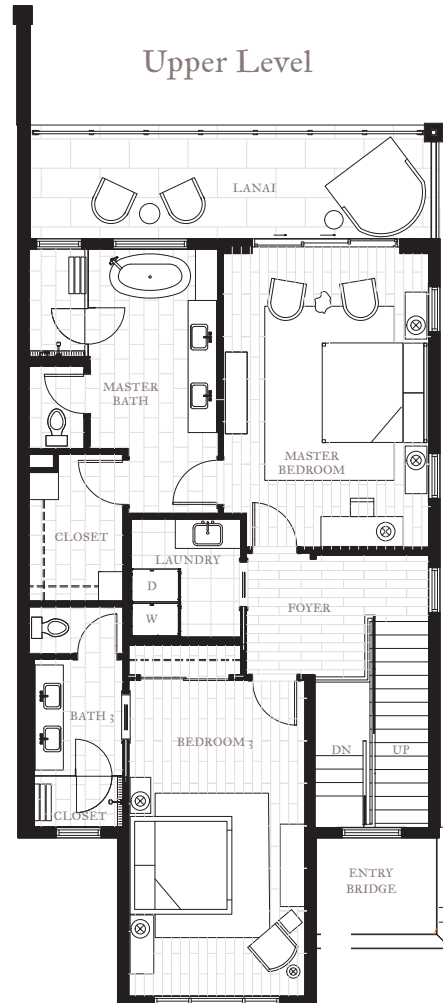 Upper Level
LANAI
MASTER
BATH
MASTER
BEDROOM
CLOSET
LAUNDRY
D
W
FOYER
BATH 3
BEDROOM 3
DN
UP
CLOSET
ENTRY
BRIDGE